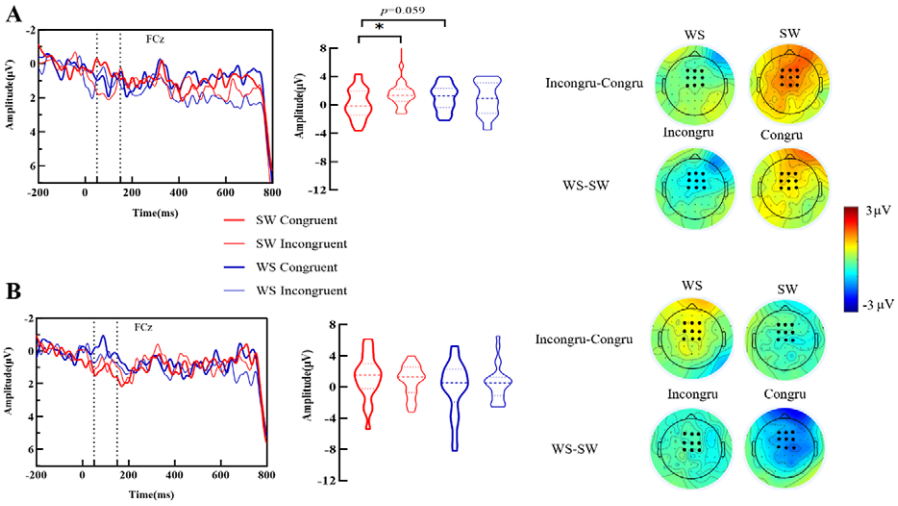 A
-2
0
2
4
6
Amplitude(μV)
FCz
-200
0
200
400
600
800
Time(ms)
p=0.059
*
8
4
0
-4
-8
-12
Amplitude(μV)
SW Congruent
SW Incongruent
WS Congruent
WS Incongruent
WS
SW
Incongru-Congru
Incongru
Congru
WS-SW
3 μV
-3 μV
B
-2
0
2
4
6
Amplitude(μV)
FCz
-200
0
200
400
600
800
Time(ms)
8
4
0
-4
-8
-12
Amplitude(μV)
WS
SW
Incongru-Congru
Incongru
Congru
WS-SW